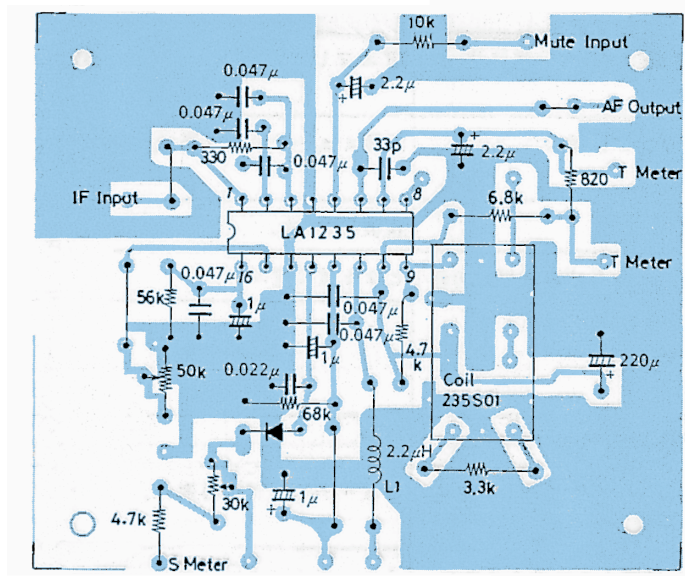 10k
Mute Input
0.047μ
2.2μ
+
0.047μ
AF Output
+
330
0.047μ
33p
2.2μ
T Meter
820
IF Input
1
8
6.8k
LA1235
T Meter
16
9
0.047μ
56k
1μ
0.047μ
0.047μ
1μ
4.7k
220μ
+
50k
0.022μ
Coil
235S01
68k
2.2μH
L1
3.3k
30k
1μ
+
4.7k
S Meter